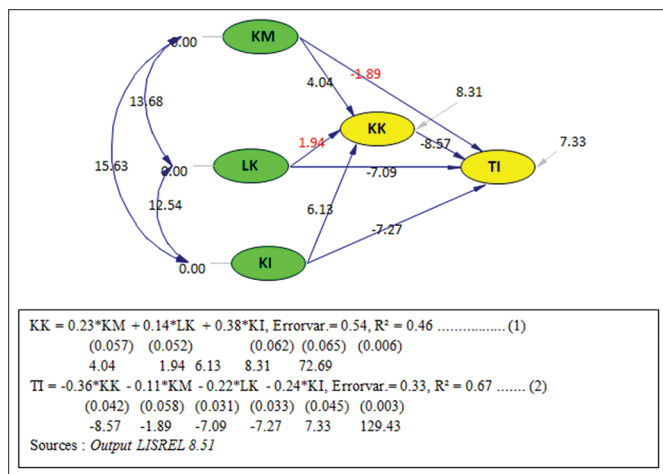 KM
0.00
-1.89
4.04
8.31
13.68
KK
7.33
1.94
-8.57
15.63
0.00
LK
-7.09
TI
12.54
6.13
-7.27
0.00
KI
KK = 0.23*KM + 0.14*LK + 0.38*KI, Errorvar.= 0.54, R² = 0.46 ................. (1)
(0.057) (0.052) (0.062) (0.065) (0.006)
4.04 1.94 6.13 8.31 72.69
TI = -0.36*KK - 0.11*KM - 0.22*LK - 0.24*KI, Errorvar.= 0.33, R² = 0.67 ....... (2)
(0.042) (0.058) (0.031) (0.033) (0.045) (0.003)
-8.57 -1.89 -7.09 -7.27 7.33 129.43
Sources : Output LISREL 8.51